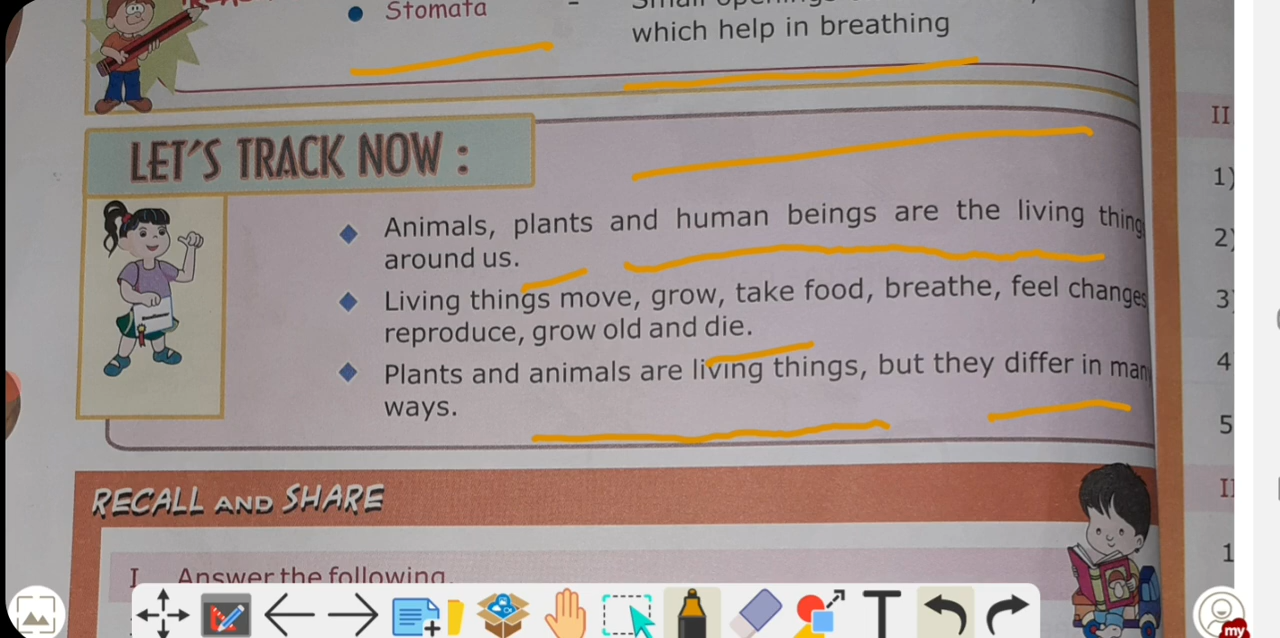 Stomata -
which help in breathing
LET'S TRACK NOW :
Animals, plants and human beings are the living thing
around us.
Living things move, grow, take food, breathe, feel changes
reproduce, grow old and die.
Plants and animals are living things, but they differ in man
ways.
RECALL AND SHARE
I Answer the following.
II
1)
2)
3
4
5
1
T
my